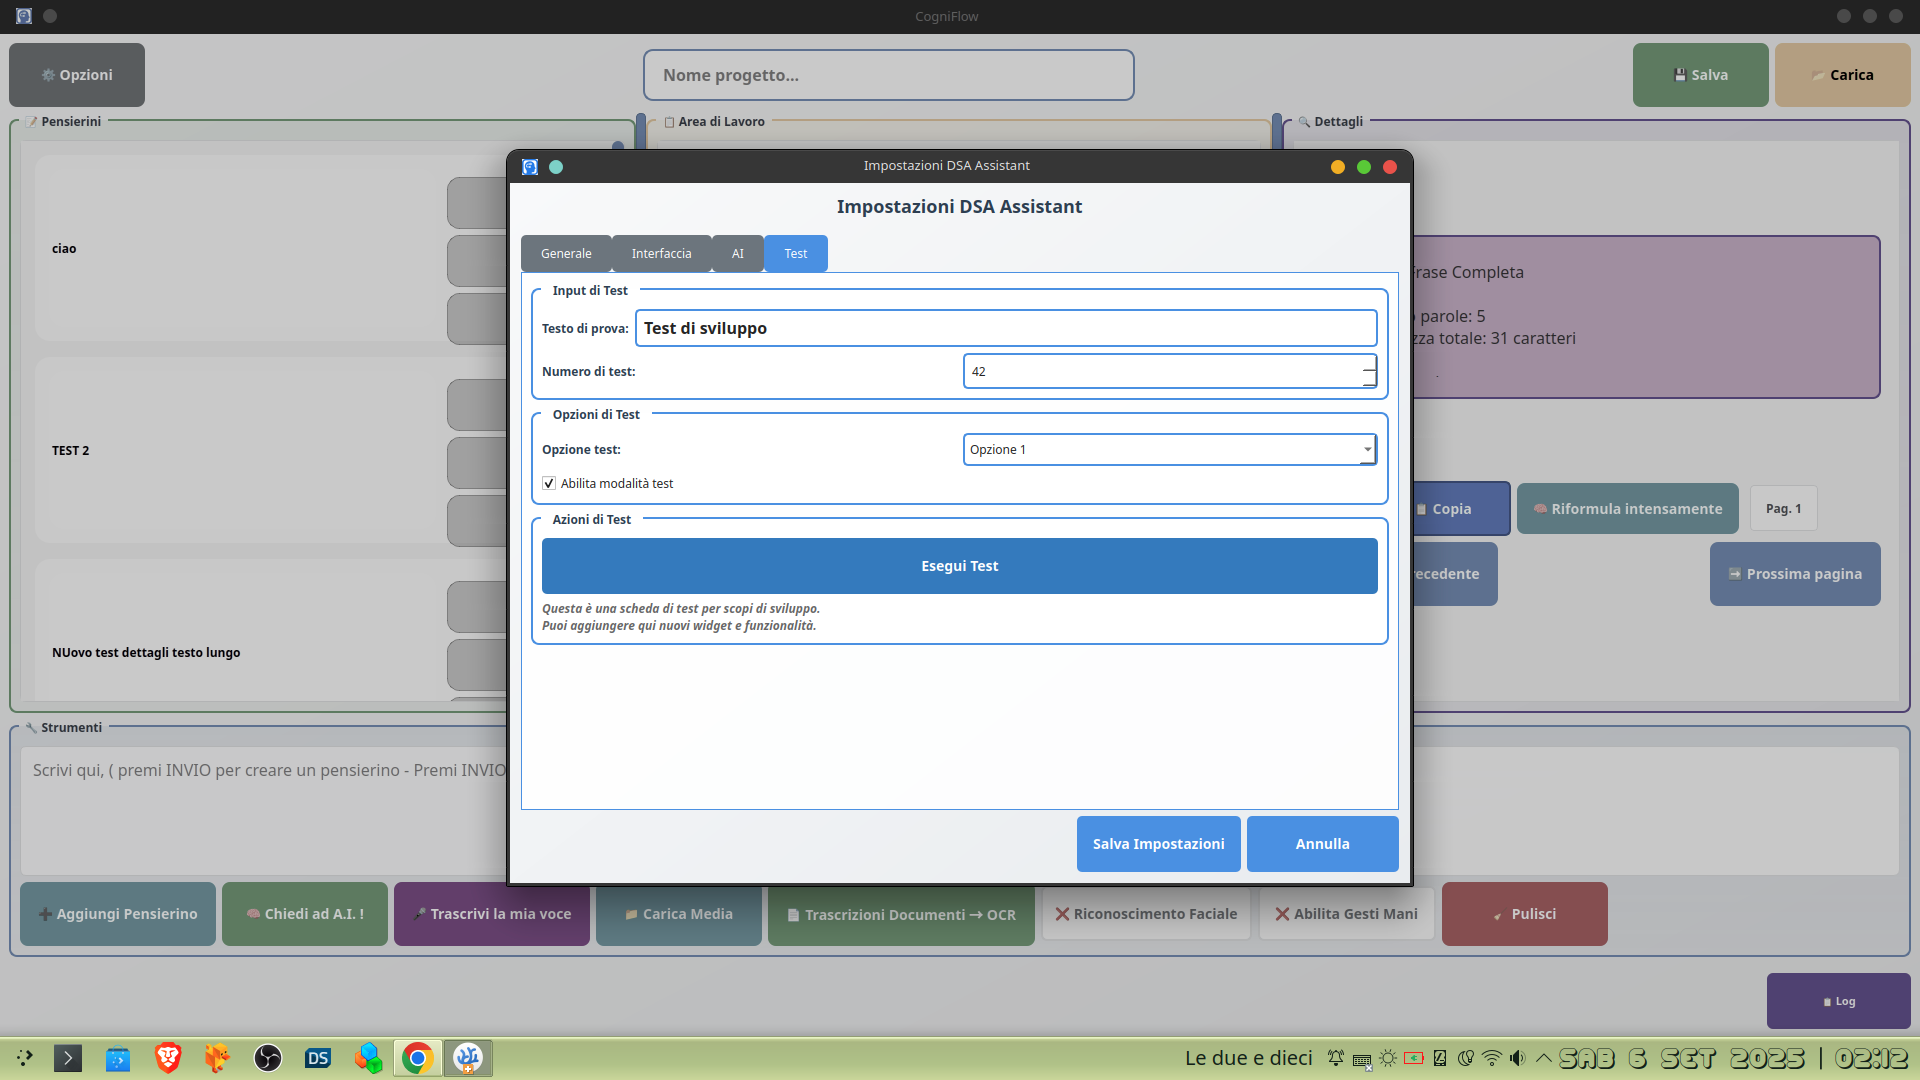 CogniFlow
Opzioni
Nome progetto...
Salva
Carica
Pensierini
Area di Lavoro
Dettagli
ciao
TEST 2
NUovo test dettagli testo lungo
Impostazioni DSA Assistant
Impostazioni DSA Assistant
Generale
Interfaccia
AI
Test
Input di Test
Testo di prova:
Test di sviluppo
Numero di test:
42
Opzioni di Test
Opzione test:
Opzione 1
Abilita modalità test
Azioni di Test
Esegui Test
Questa è una scheda di test per scopi di sviluppo.
Puoi aggiungere qui nuovi widget e funzionalità.
Salva Impostazioni
Annulla
Frase Completa
parole: 5
zza totale: 31 caratteri
Copia
Riformula intensamente
Pag. 1
recedente
Prossima pagina
Strumenti
Scrivi qui, ( premi INVIO per creare un pensierino - Premi INVIO
Aggiungi Pensierino
Chiedi ad A.I. !
Trascrivi la mia voce
Carica Media
Trascrizioni Documenti → OCR
Riconoscimento Faciale
Abilita Gesti Mani
Pulisci
Log
DS
Le due e dieci
SAB 6 SET 2025 | 02:12